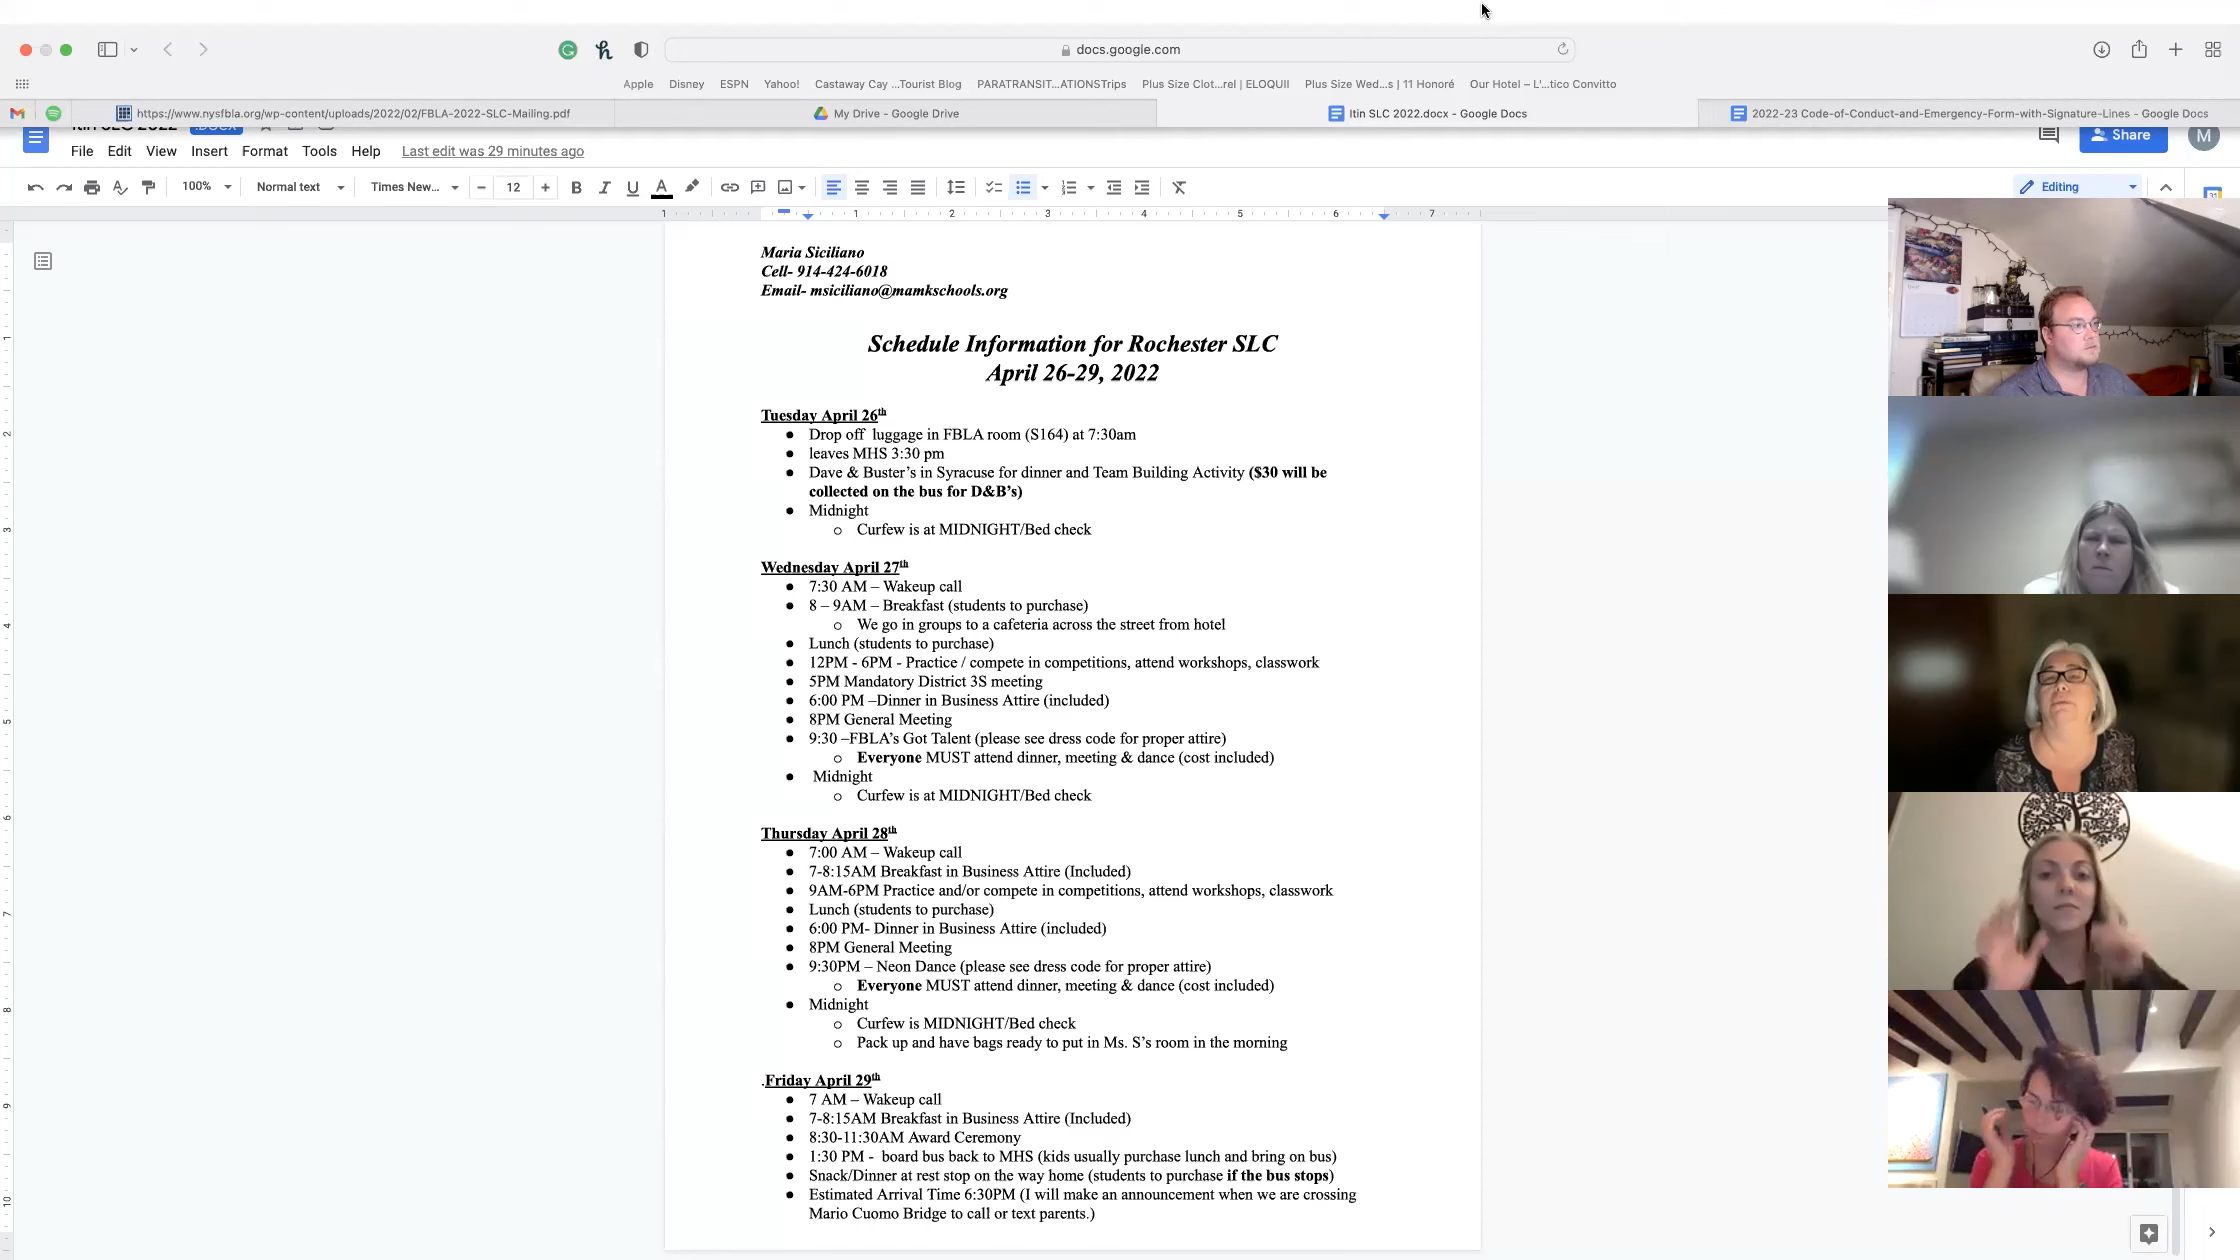 docs.google.com
Apple Disney ESPN Yahoo! Castaway Cay ...Tourist Blog PARATRANSIT...ATIONSTrips Plus Size Clot...rel | ELOQUII Plus Size Wed...s | 11 Honoré Our Hotel – L'...tico Convitto
https://www.nysfbla.org/wp-content/uploads/2022/02/FBLA-2022-SLC-Mailing.pdf My Drive - Google Drive Itin SLC 2022.docx - Google Docs 2022-23 Code-of-Conduct-and-Emergency-Form-with-Signature-Lines - Google Docs
Itin SLC 2022 .DOCX Share M
File Edit View Insert Format Tools Help Last edit was 29 minutes ago
100% Normal text Times New... 12 Editing
1 1 2 3 4 5 6 7
Maria Siciliano
Cell- 914-424-6018
Email- msiciliano@mamkschools.org
Schedule Information for Rochester SLC
April 26-29, 2022
Tuesday April 26th
● Drop off luggage in FBLA room (S164) at 7:30am
● leaves MHS 3:30 pm
● Dave & Buster's in Syracuse for dinner and Team Building Activity ($30 will be
collected on the bus for D&B's)
● Midnight
○ Curfew is at MIDNIGHT/Bed check
Wednesday April 27th
● 7:30 AM – Wakeup call
● 8 – 9AM – Breakfast (students to purchase)
○ We go in groups to a cafeteria across the street from hotel
● Lunch (students to purchase)
● 12PM - 6PM - Practice / compete in competitions, attend workshops, classwork
● 5PM Mandatory District 3S meeting
● 6:00 PM –Dinner in Business Attire (included)
● 8PM General Meeting
● 9:30 –FBLA's Got Talent (please see dress code for proper attire)
○ Everyone MUST attend dinner, meeting & dance (cost included)
● Midnight
○ Curfew is at MIDNIGHT/Bed check
Thursday April 28th
● 7:00 AM – Wakeup call
● 7-8:15AM Breakfast in Business Attire (Included)
● 9AM-6PM Practice and/or compete in competitions, attend workshops, classwork
● Lunch (students to purchase)
● 6:00 PM- Dinner in Business Attire (included)
● 8PM General Meeting
● 9:30PM – Neon Dance (please see dress code for proper attire)
○ Everyone MUST attend dinner, meeting & dance (cost included)
● Midnight
○ Curfew is MIDNIGHT/Bed check
○ Pack up and have bags ready to put in Ms. S's room in the morning
.Friday April 29th
● 7 AM – Wakeup call
● 7-8:15AM Breakfast in Business Attire (Included)
● 8:30-11:30AM Award Ceremony
● 1:30 PM - board bus back to MHS (kids usually purchase lunch and bring on bus)
● Snack/Dinner at rest stop on the way home (students to purchase if the bus stops)
● Estimated Arrival Time 6:30PM (I will make an announcement when we are crossing
Mario Cuomo Bridge to call or text parents.)